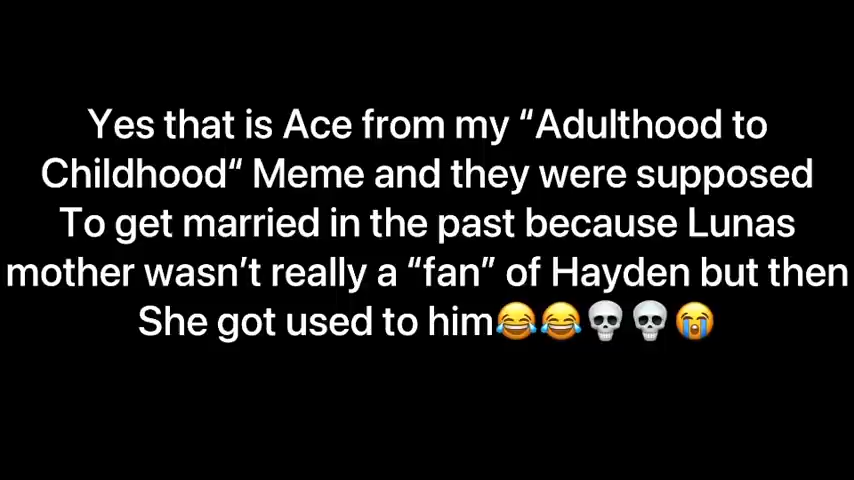 Yes that is Ace from my “Adulthood to
Childhood“ Meme and they were supposed
To get married in the past because Lunas
mother wasn’t really a “fan” of Hayden but then
She got used to him😂😂💀💀😭